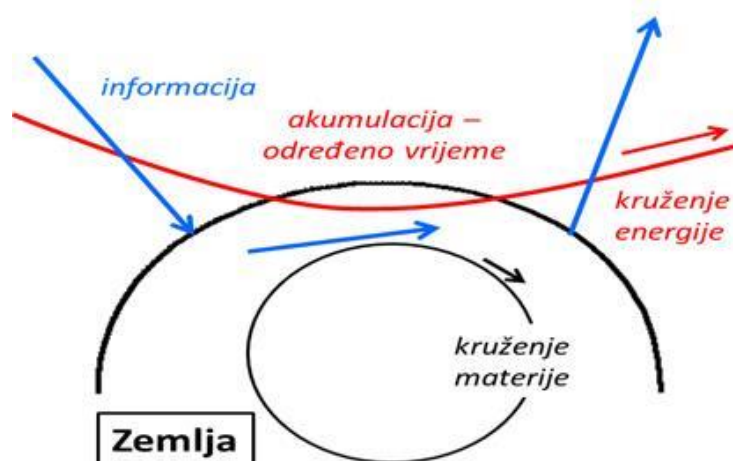 informacija
akumulacija –
određeno vrijeme
kruženje
energije
kruženje
materije
Zemlja